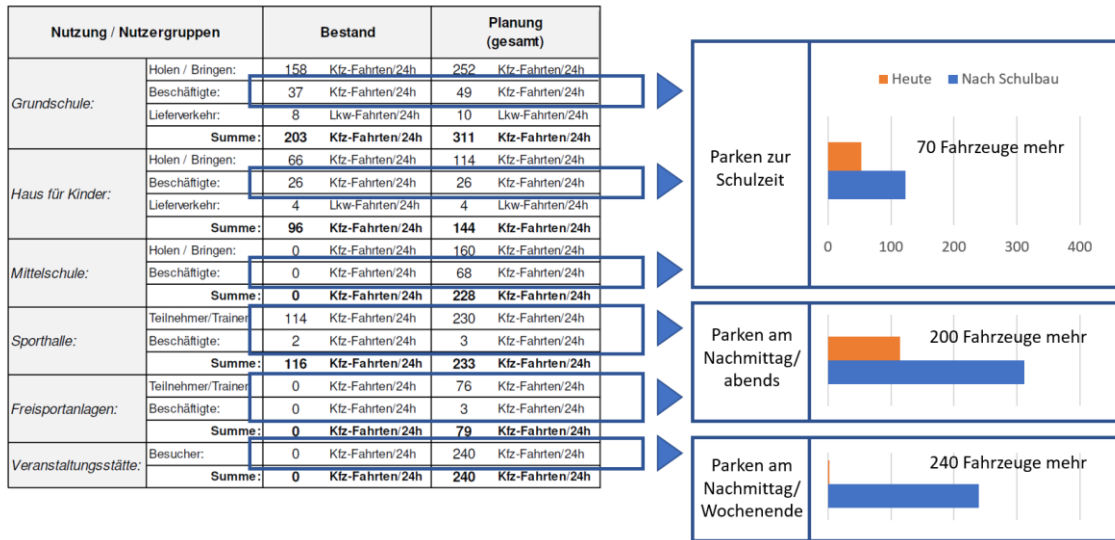 Nutzung / Nutzergruppen Bestand Planung (gesamt)
Grundschule:
Holen / Bringen: 158 Kfz-Fahrten/24h 252 Kfz-Fahrten/24h
Beschäftigte: 37 Kfz-Fahrten/24h 49 Kfz-Fahrten/24h
Lieferverkehr: 8 Lkw-Fahrten/24h 10 Lkw-Fahrten/24h
Summe: 203 Kfz-Fahrten/24h 311 Kfz-Fahrten/24h
Haus für Kinder:
Holen / Bringen: 66 Kfz-Fahrten/24h 114 Kfz-Fahrten/24h
Beschäftigte: 26 Kfz-Fahrten/24h 26 Kfz-Fahrten/24h
Lieferverkehr: 4 Lkw-Fahrten/24h 4 Lkw-Fahrten/24h
Summe: 96 Kfz-Fahrten/24h 144 Kfz-Fahrten/24h
Mittelschule:
Holen / Bringen: 0 Kfz-Fahrten/24h 160 Kfz-Fahrten/24h
Beschäftigte: 0 Kfz-Fahrten/24h 68 Kfz-Fahrten/24h
Summe: 0 Kfz-Fahrten/24h 228 Kfz-Fahrten/24h
Sporthalle:
Teilnehmer/Trainer 114 Kfz-Fahrten/24h 230 Kfz-Fahrten/24h
Beschäftigte: 2 Kfz-Fahrten/24h 3 Kfz-Fahrten/24h
Summe: 116 Kfz-Fahrten/24h 233 Kfz-Fahrten/24h
Freisportanlagen:
Teilnehmer/Trainer 0 Kfz-Fahrten/24h 76 Kfz-Fahrten/24h
Beschäftigte: 0 Kfz-Fahrten/24h 3 Kfz-Fahrten/24h
Summe: 0 Kfz-Fahrten/24h 79 Kfz-Fahrten/24h
Veranstaltungsstätte:
Besucher: 0 Kfz-Fahrten/24h 240 Kfz-Fahrten/24h
Summe: 0 Kfz-Fahrten/24h 240 Kfz-Fahrten/24h
Parken zur
Schulzeit
Heute Nach Schulbau
70 Fahrzeuge mehr
0 100 200 300 400
Parken am
Nachmittag/
abends
200 Fahrzeuge mehr
Parken am
Nachmittag/
Wochenende
240 Fahrzeuge mehr